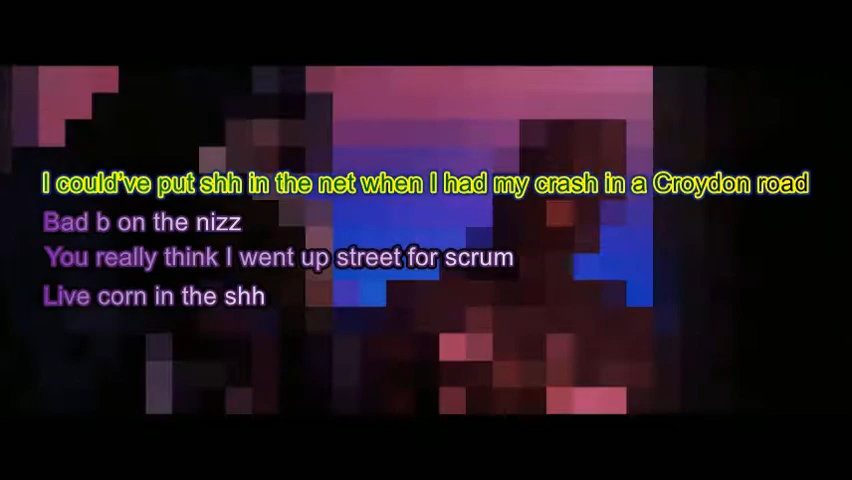 I could've put shh in the net when I had my crash in a Croydon road
Bad b on the nizz
You really think I went up street for scrum
Live corn in the shh